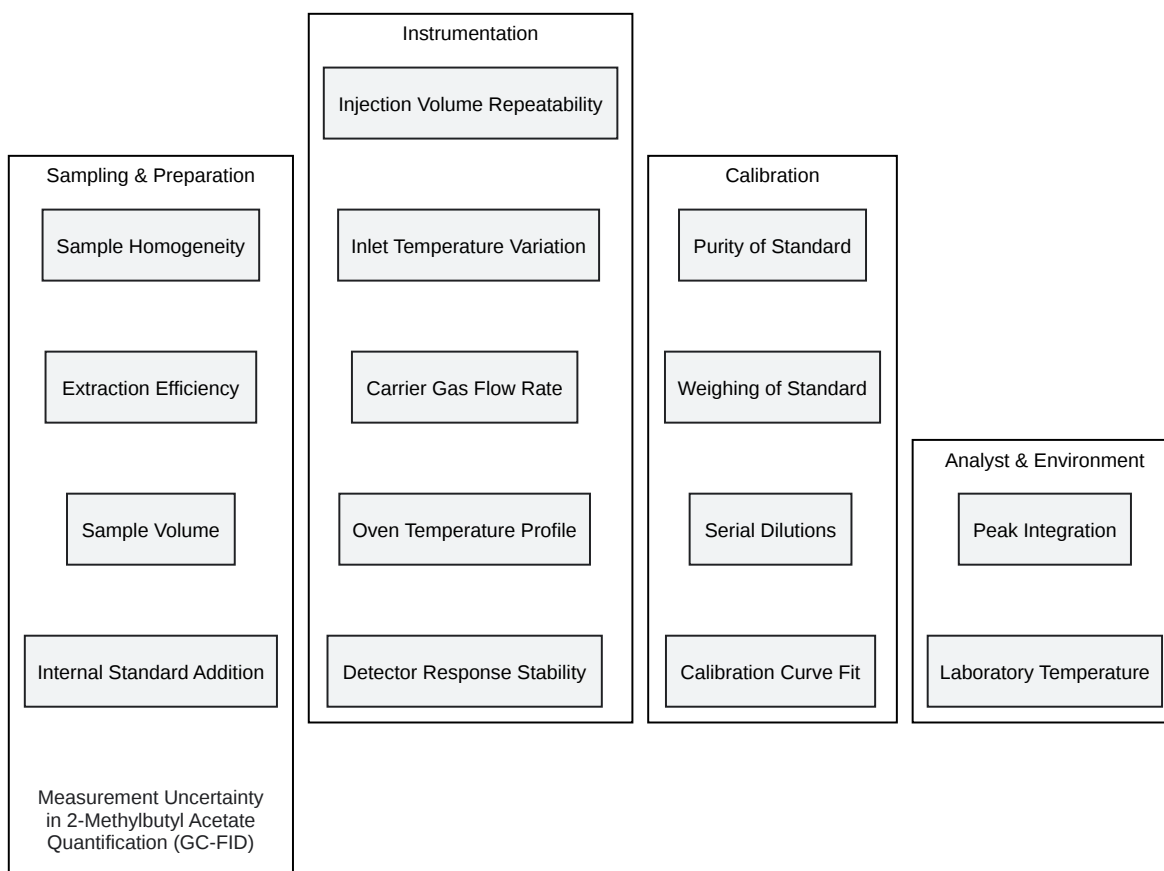 Sampling & Preparation
Sample Homogeneity
Extraction Efficiency
Sample Volume
Internal Standard Addition
Measurement Uncertainty
in 2-Methylbutyl Acetate
Quantification (GC-FID)
Instrumentation
Injection Volume Repeatability
Inlet Temperature Variation
Carrier Gas Flow Rate
Oven Temperature Profile
Detector Response Stability
Calibration
Purity of Standard
Weighing of Standard
Serial Dilutions
Calibration Curve Fit
Analyst & Environment
Peak Integration
Laboratory Temperature